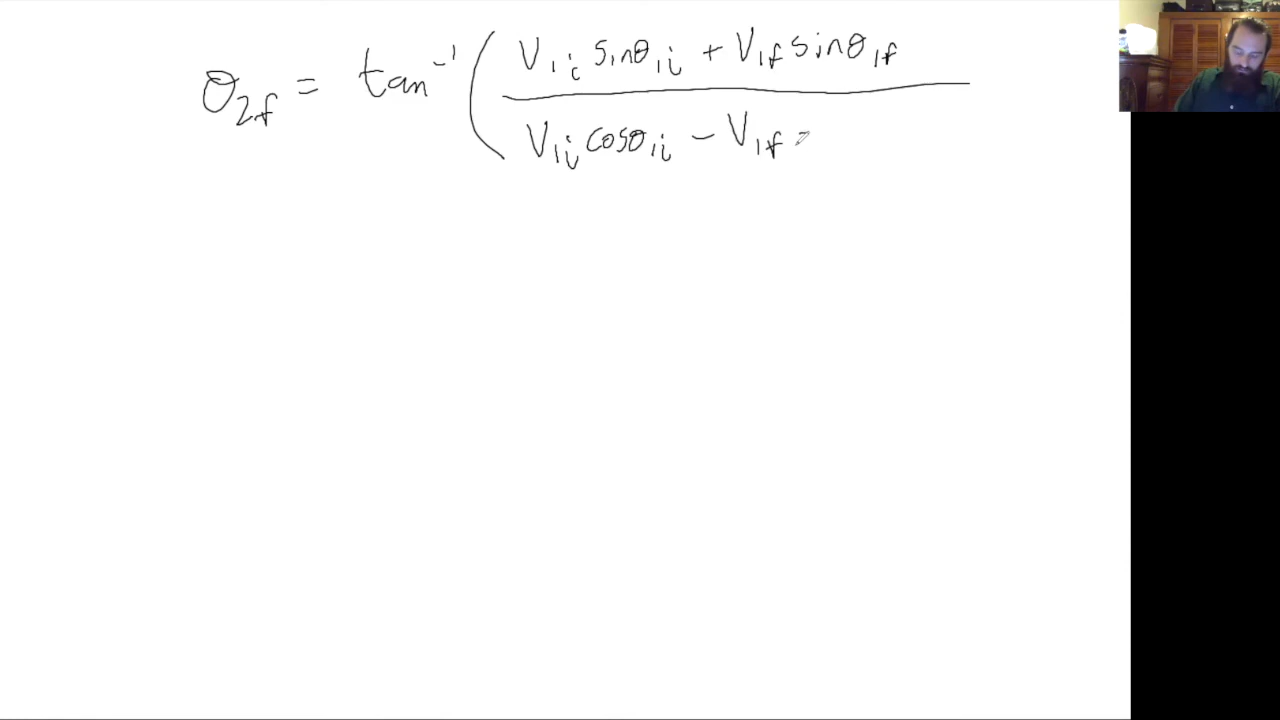 θ₂f = tan⁻¹ ( V₁ᵢ sinθ₁ᵢ + V₁f sinθ₁f
V₁ᵢ cosθ₁ᵢ − V₁f